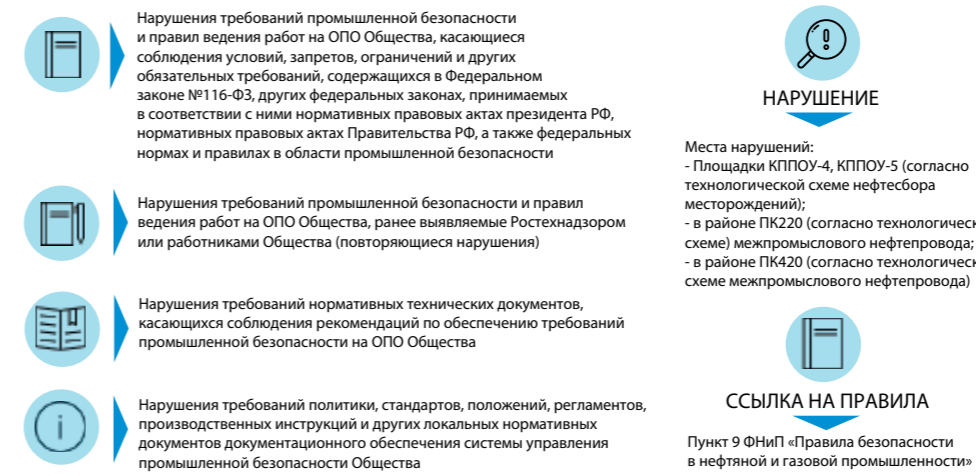 Нарушения требований промышленной безопасности
и правил ведения работ на ОПО Общества, касающиеся
соблюдения условий, запретов, ограничений и других
обязательных требований, содержащихся в Федеральном
законе №116-ФЗ, других федеральных законах, принимаемых
в соответствии с ними нормативных правовых актах президента РФ,
нормативных правовых актах Правительства РФ, а также федеральных
нормах и правилах в области промышленной безопасности
Нарушения требований промышленной безопасности и правил
ведения работ на ОПО Общества, ранее выявляемые Ростехнадзором
или работниками Общества (повторяющиеся нарушения)
Нарушения требований нормативных технических документов,
касающихся соблюдения рекомендаций по обеспечению требований
промышленной безопасности на ОПО Общества
Нарушения требований политики, стандартов, положений, регламентов,
производственных инструкций и других локальных нормативных
документов документационного обеспечения системы управления
промышленной безопасности Общества
НАРУШЕНИЕ
Места нарушений:
- Площадки КППОУ-4, КППОУ-5 (согласно
технологической схеме нефтесбора
месторождений);
- в районе ПК220 (согласно
схеме) межпромыслового нефтепровода;
- в районе ПК420 (согласно
схеме межпромыслового нефтепровода)
ССЫЛКА НА ПРАВИЛА
Пункт 9 ФНиП «Правила безопасности
в нефтяной и газовой промышленности»